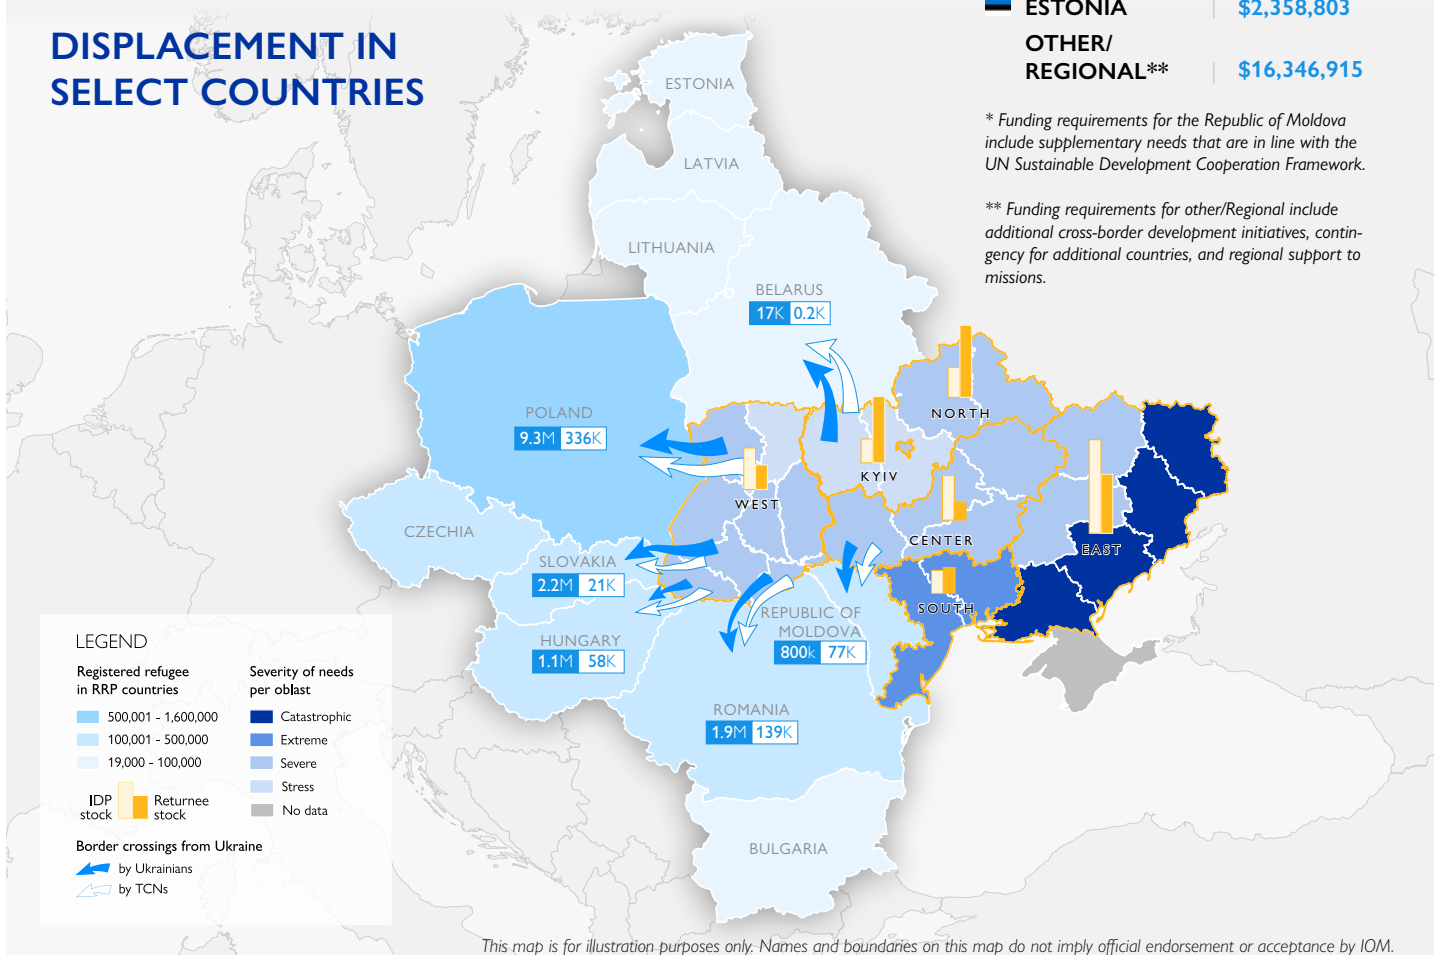 DISPLACEMENT IN
SELECT COUNTRIES
ESTONIA | $2,358,803
OTHER/
REGIONAL** | $16,346,915
* Funding requirements for the Republic of Moldova
include supplementary needs that are in line with the
UN Sustainable Development Cooperation Framework.
** Funding requirements for other/Regional include
additional cross-border development initiatives, contin-
gency for additional countries, and regional support to
missions.
ESTONIA
LATVIA
LITHUANIA
BELARUS
17K 0.2K
POLAND
9.3M 336K
NORTH
KYIV
WEST
CENTER
EAST
SOUTH
CZECHIA
SLOVAKIA
2.2M 21K
HUNGARY
1.1M 58K
REPUBLIC OF
MOLDOVA
800k 77K
ROMANIA
1.9M 139K
BULGARIA
LEGEND
Registered refugee
in RRP countries
500,001 - 1,600,000
100,001 - 500,000
19,000 - 100,000
IDP
stock
Returnee
stock
Severity of needs
per oblast
Catastrophic
Extreme
Severe
Stress
No data
Border crossings from Ukraine
by Ukrainians
by TCNs
This map is for illustration purposes only. Names and boundaries on this map do not imply official endorsement or acceptance by IOM.